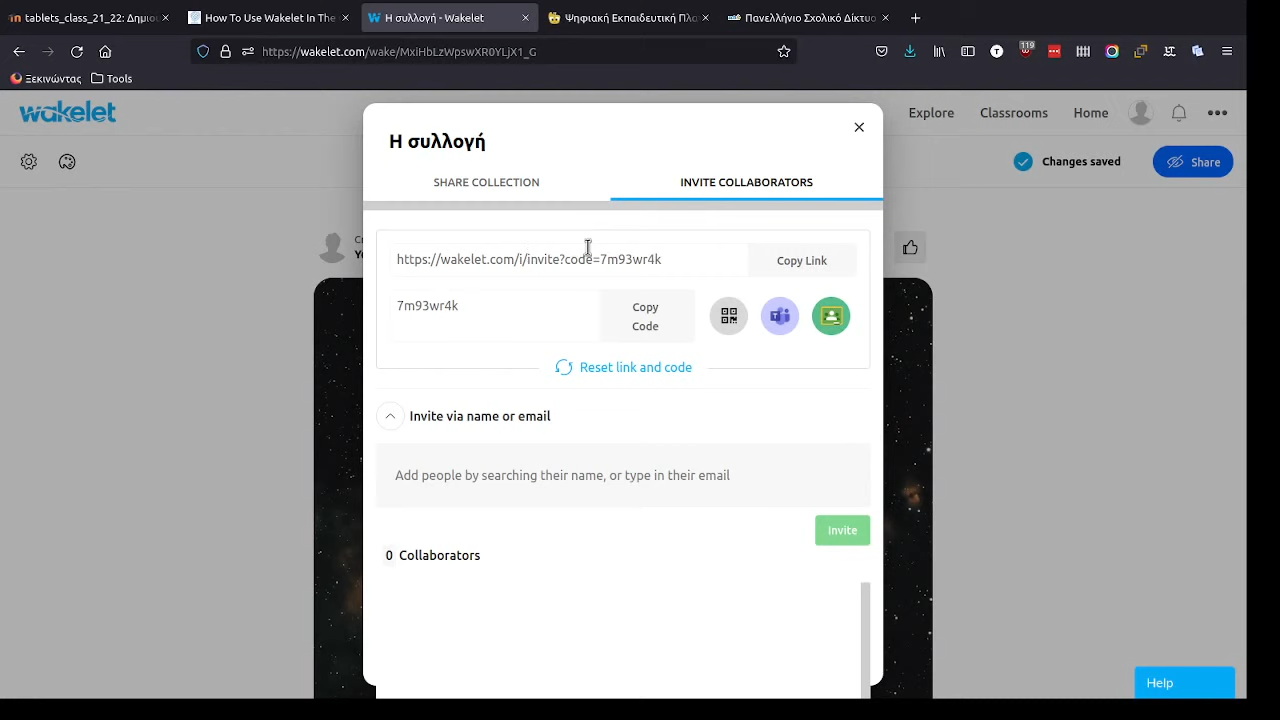 tablets_class_21_22: Δημιου
How To Use Wakelet In The
Η συλλογή - Wakelet
Ψηφιακή Εκπαιδευτική Πλα
Πανελλήνιο Σχολικό Δίκτυο
https://wakelet.com/wake/MxiHbLzWpswXR0YLjX1_G
119
Ξεκινώντας
Tools
wakelet
Explore
Classrooms
Home
Changes saved
Share
Η συλλογή
SHARE COLLECTION
INVITE COLLABORATORS
https://wakelet.com/i/invite?code=7m93wr4k
Copy Link
7m93wr4k
Copy
Code
Reset link and code
Invite via name or email
Add people by searching their name, or type in their email
Invite
0 Collaborators
Help